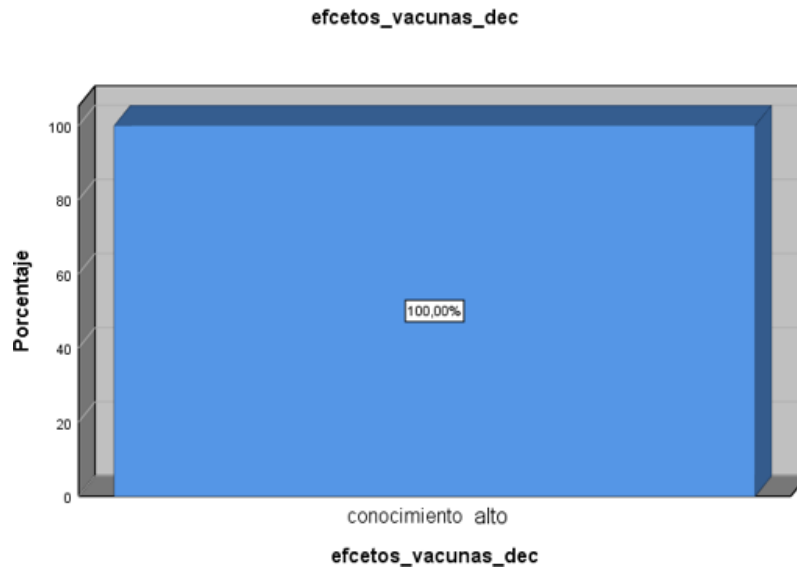 efcetos_vacunas_dec
Porcentaje
100
80
60
40
20
0
100,00%
conocimiento alto
efcetos_vacunas_dec